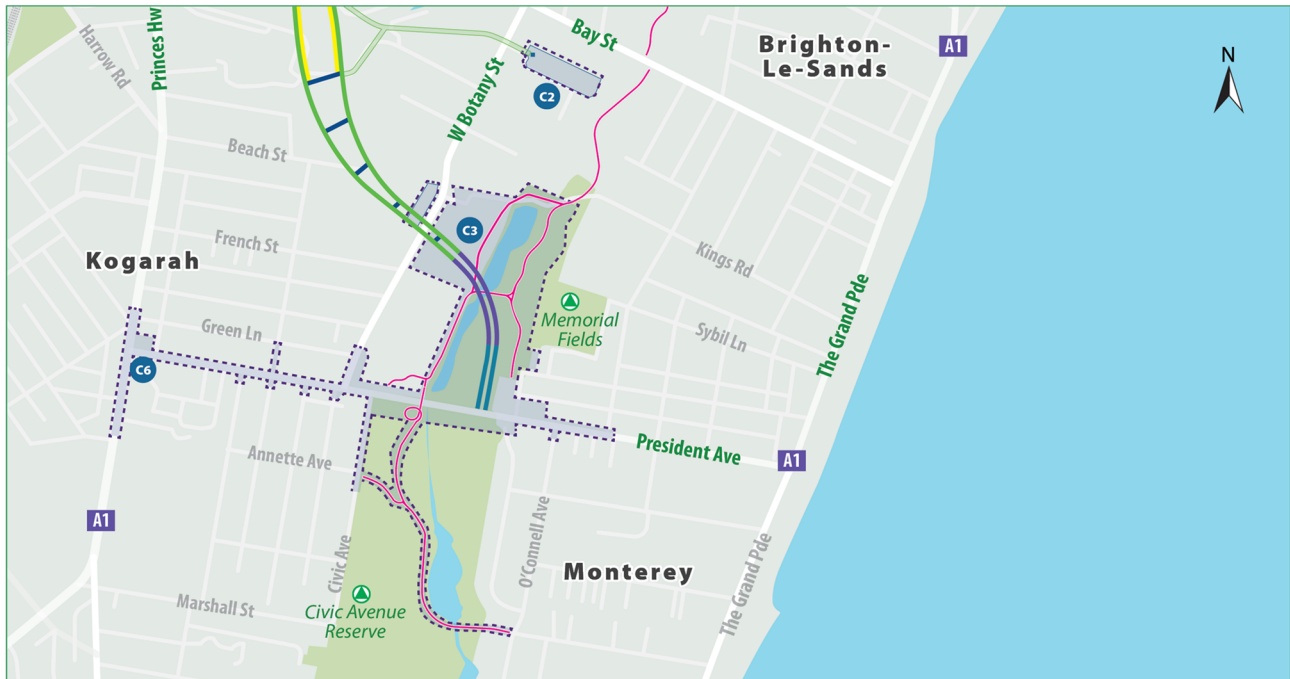 Harrow Rd
Princes Hwy
Bay St
Brighton-
Le-Sands
A1
N
W Botany St
C2
Beach St
C3
French St
Kogarah
Kings Rd
Memorial
Fields
The Grand Pde
Green Ln
Sybil Ln
C6
President Ave
A1
Annette Ave
A1
O'Connell Ave
Civic Ave
Monterey
The Grand Pde
Marshall St
Civic Avenue
Reserve